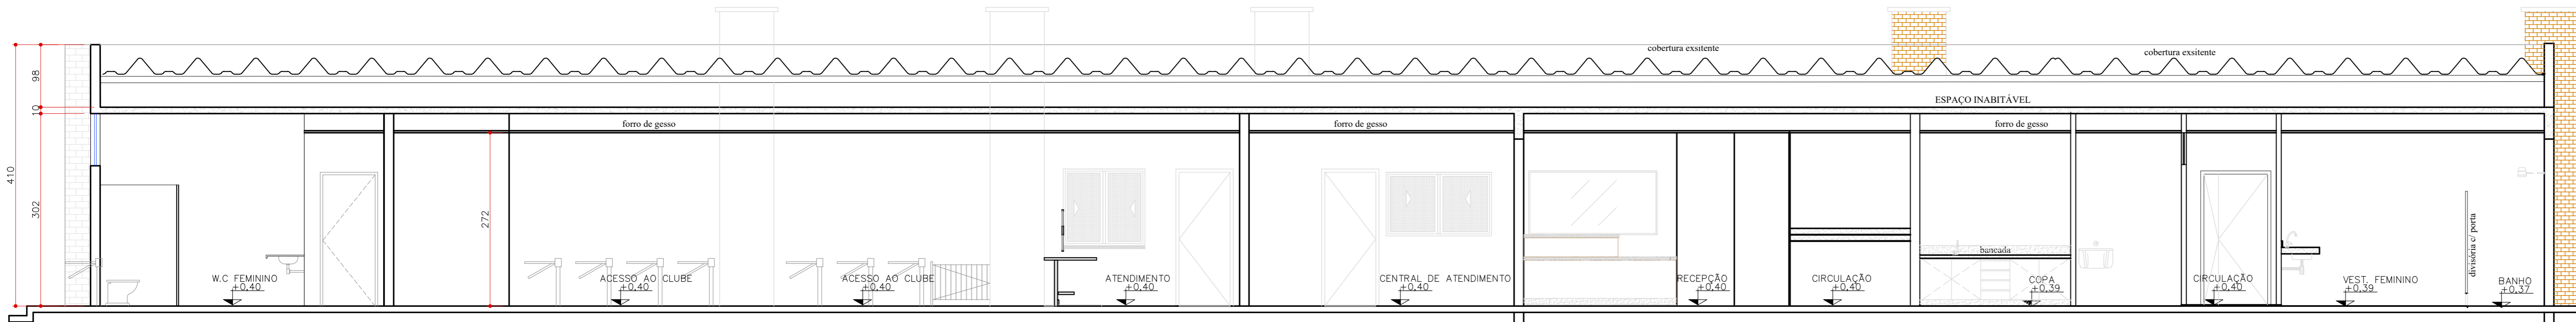 cobertura exsitente
cobertura exsitente
98
10
ESPAÇO INABITÁVEL
forro de gesso
forro de gesso
forro de gesso
410
302
272
bancada
divisória c/ porta
W.C FEMININO
+0,40
ACESSO AO CLUBE
+0,40
ACESSO AO CLUBE
+0,40
ATENDIMENTO
+0,40
CENTRAL DE ATENDIMENTO
+0,40
RECEPÇÃO
+0,40
CIRCULAÇÃO
+0,40
COPA
+0,39
CIRCULAÇÃO
+0,40
VEST. FEMININO
+0,39
BANHO
+0,37